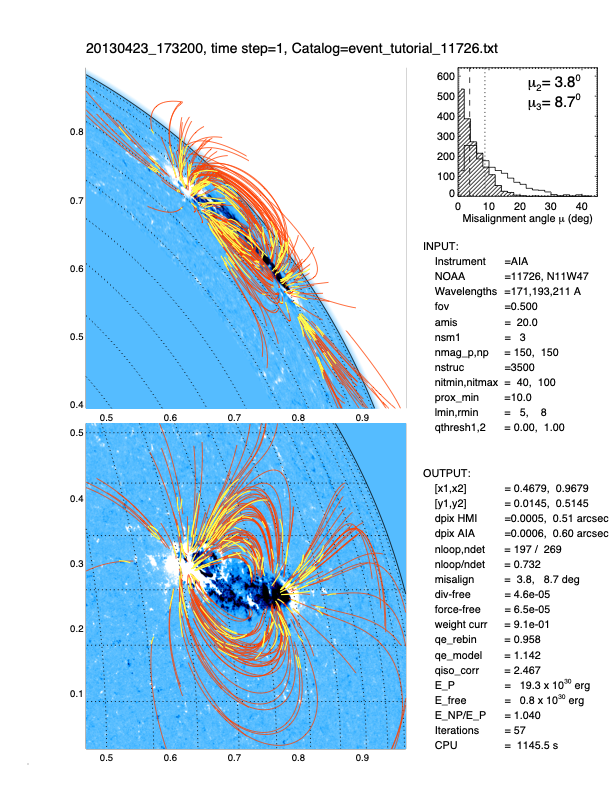 20130423_173200, time step=1, Catalog=event_tutorial_11726.txt
0.8
0.7
0.6
0.5
0.4
0.5 0.6 0.7 0.8 0.9
0.5
0.4
0.3
0.2
0.1
0.5 0.6 0.7 0.8 0.9
600
500
400
300
200
100
0
μ2= 3.8⁰
μ3= 8.7⁰
0 10 20 30 40
Misalignment angle μ (deg)
INPUT:
Instrument =AIA
NOAA =11726, N11W47
Wavelengths =171,193,211 A
fov =0.500
amis = 20.0
nsm1 = 3
nmag_p,np = 150, 150
nstruc =3500
nitmin,nitmax = 40, 100
prox_min =10.0
lmin,rmin = 5, 8
qthresh1,2 = 0.00, 1.00
OUTPUT:
[x1,x2] = 0.4679, 0.9679
[y1,y2] = 0.0145, 0.5145
dpix HMI =0.0005, 0.51 arcsec
dpix AIA =0.0006, 0.60 arcsec
nloop,ndet = 197 / 269
nloop/ndet = 0.732
misalign = 3.8, 8.7 deg
div-free = 4.6e-05
force-free = 6.5e-05
weight curr = 9.1e-01
qe_rebin = 0.958
qe_model = 1.142
qiso_corr = 2.467
E_P = 19.3 x 10³⁰ erg
E_free = 0.8 x 10³⁰ erg
E_NP/E_P = 1.040
Iterations = 57
CPU = 1145.5 s